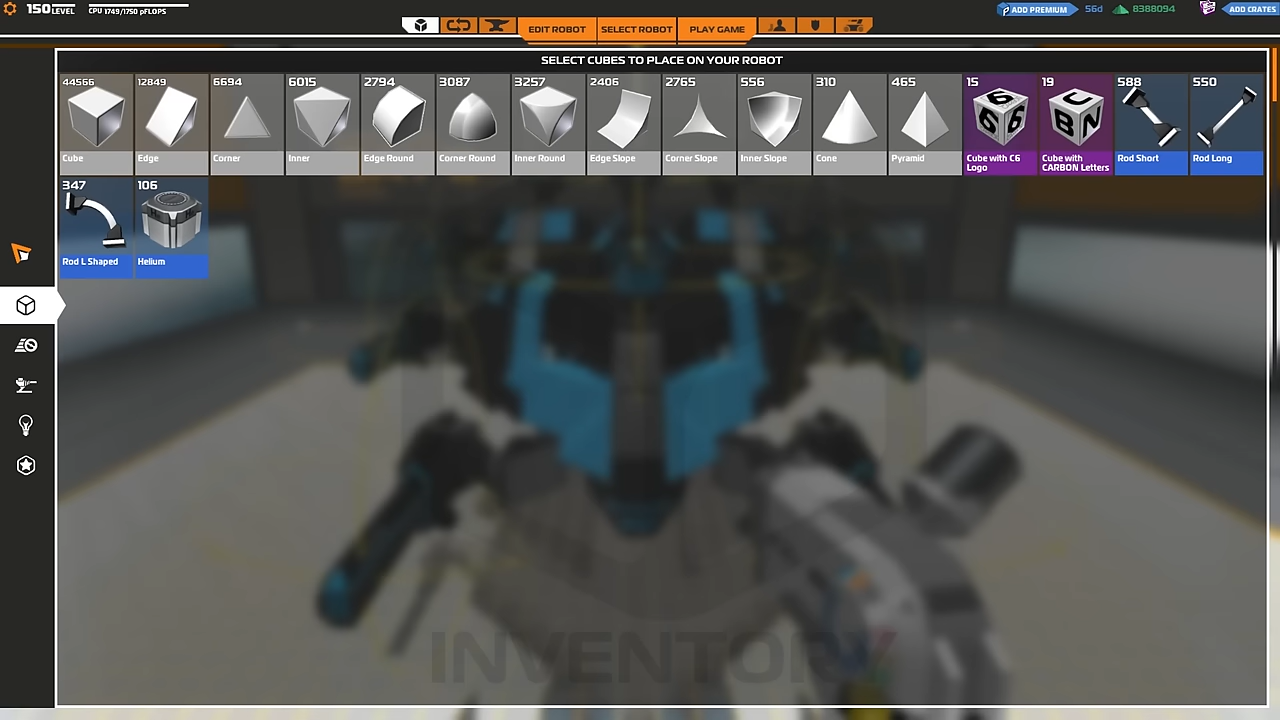 150 LEVEL CPU 1749/1750 pFLOPS ADD PREMIUM 56d 8388094 ADD CRATES
EDIT ROBOT SELECT ROBOT PLAY GAME
SELECT CUBES TO PLACE ON YOUR ROBOT
44566 12849 6694 6015 2794 3087 3257 2406 2765 556 310 465 15 19 588 550
Cube Edge Corner Inner Edge Round Corner Round Inner Round Edge Slope Corner Slope Inner Slope Cone Pyramid Cube with C6 Logo Cube with CARBON Letters Rod Short Rod Long
347 106
Rod L Shaped Helium
INVENTORY